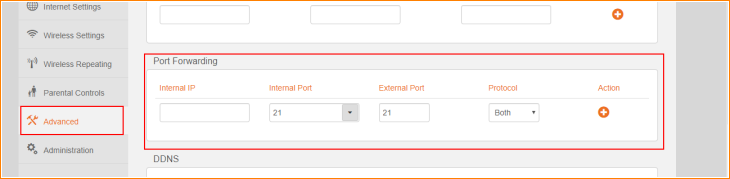 Internet Settings
Wireless Settings
Wireless Repeating
Parental Controls
Advanced
Administration
Port Forwarding
Internal IP Internal Port External Port Protocol Action
21 21 Both
DDNS